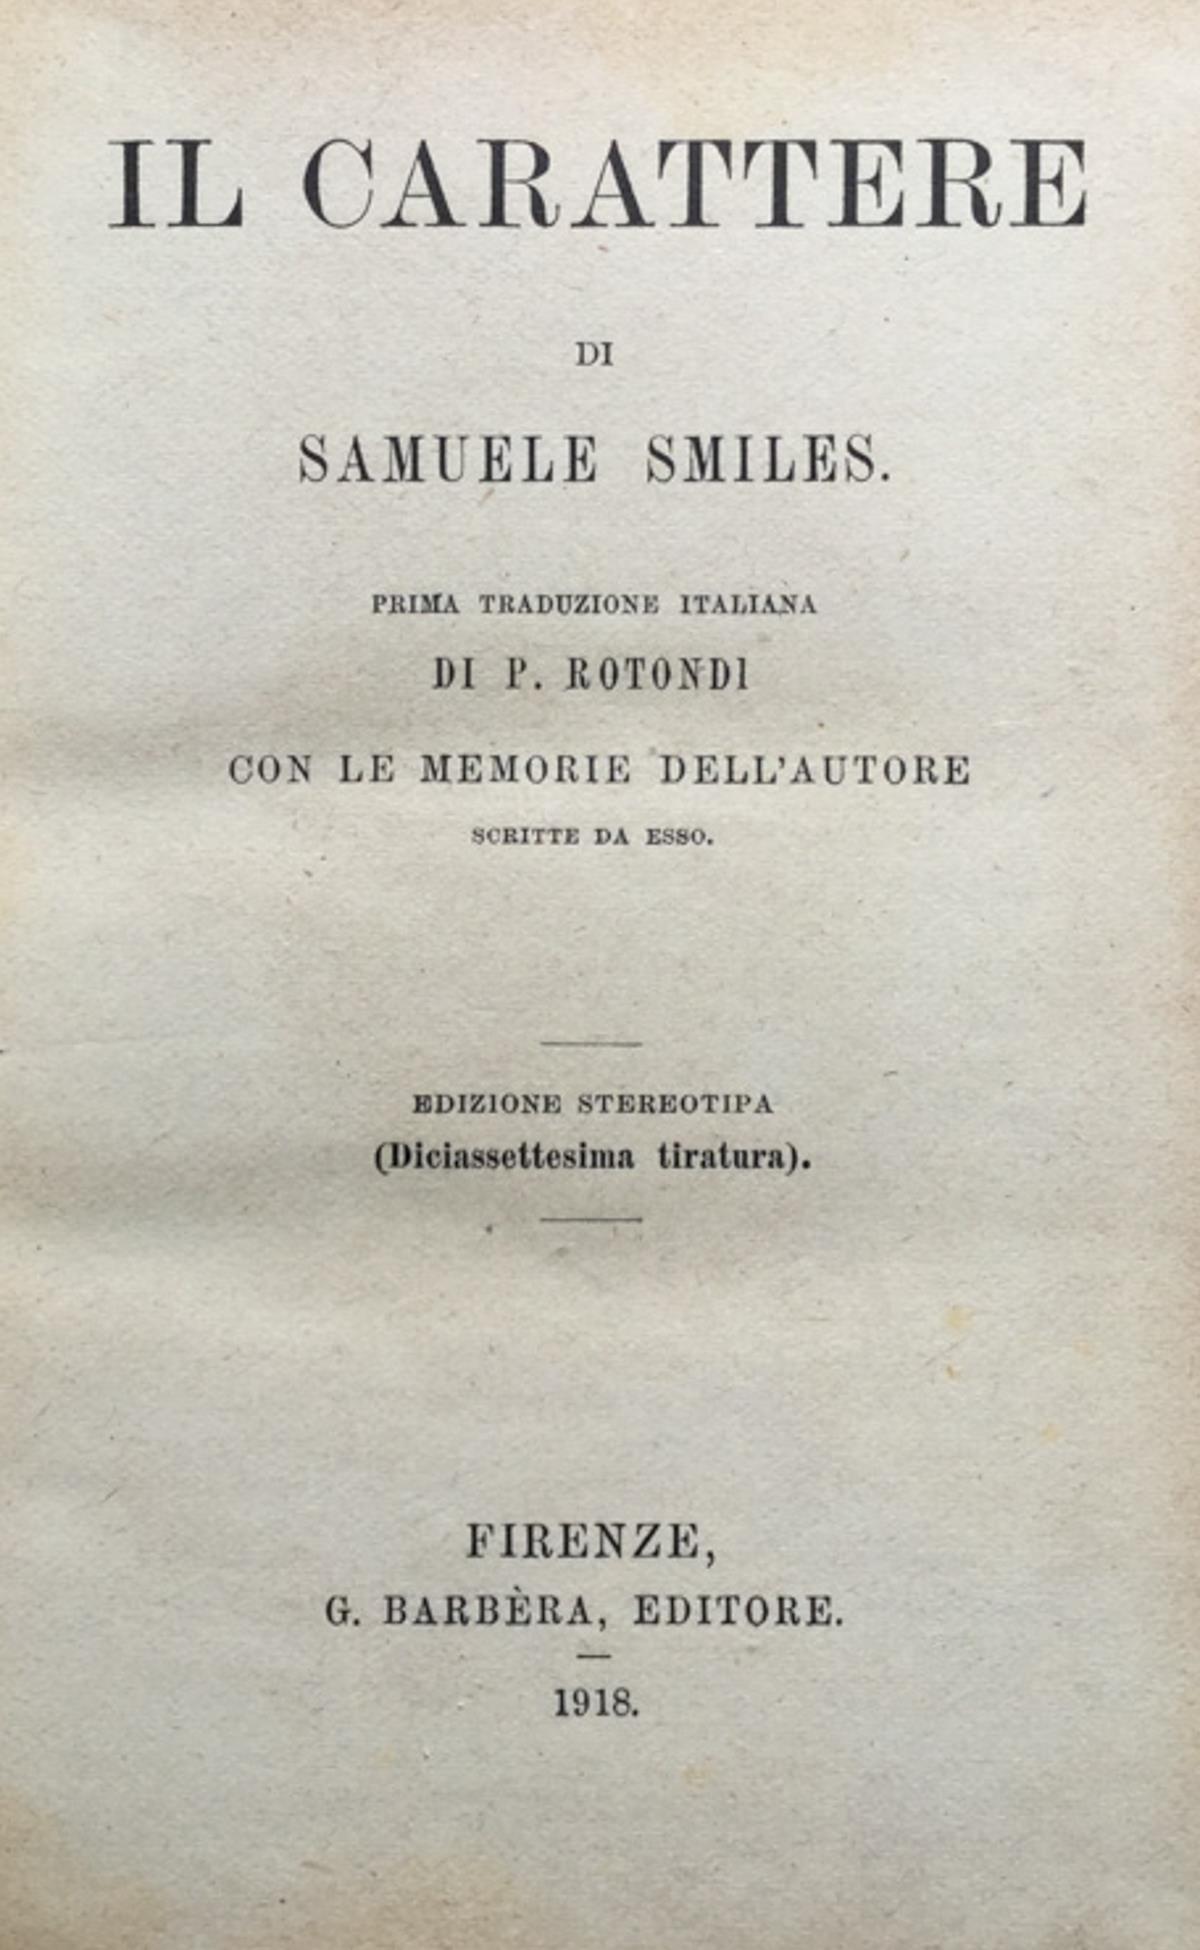 IL CARATTERE
DI
SAMUELE SMILES.
PRIMA TRADUZIONE ITALIANA
DI P. ROTONDI
CON LE MEMORIE DELL'AUTORE
SCRITTE DA ESSO.
EDIZIONE STEREOTIPA
(Diciassettesima tiratura).
FIRENZE,
G. BARBÈRA, EDITORE.
1918.